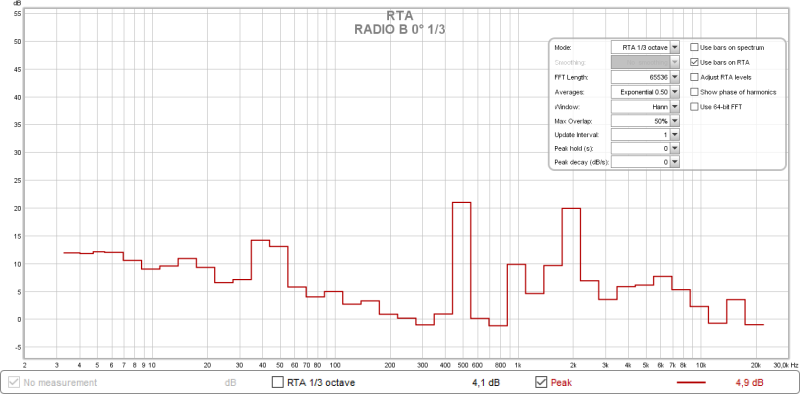 dB
RTA
RADIO B 0° 1/3
55
50
45
40
35
30
25
20
15
10
5
0
-5
Mode: RTA 1/3 octave Use bars on spectrum
Smoothing: Use bars on RTA
FFT Length: 65536 Adjust RTA levels
Averages: Exponential 0,50 Show phase of harmonics
Window: Hann Use 64-bit FFT
Max Overlap: 50%
Update Interval: 1
Peak hold (s): 0
Peak decay (dB/s): 0
2 3 4 5 6 7 8 9 10 20 30 40 50 60 70 80 100 200 300 400 500 600 800 1k 2k 3k 4k 5k 6k 7k 8k 10k 20k 30,0k Hz
No measurement dB RTA 1/3 octave 4,1 dB Peak 4,9 dB